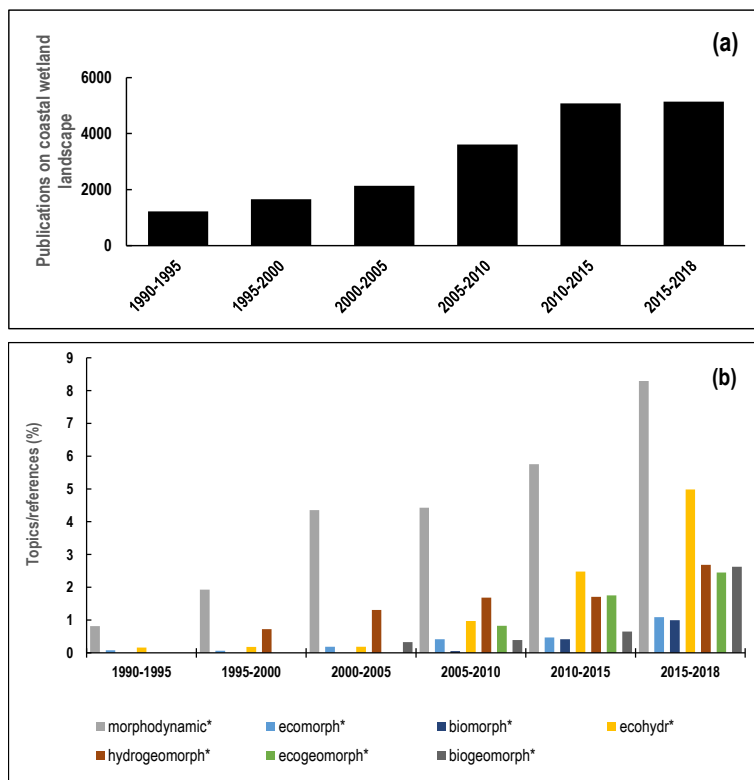 (a)
Publications on coastal wetland
landscape
6000
4000
2000
0
1990-1995
1995-2000
2000-2005
2005-2010
2010-2015
2015-2018
(b)
Topics/references (%)
9
8
7
6
5
4
3
2
1
0
1990-1995 1995-2000 2000-2005 2005-2010 2010-2015 2015-2018
morphodynamic* ecomorph* biomorph* ecohydr*
hydrogeomorph* ecogeomorph* biogeomorph*